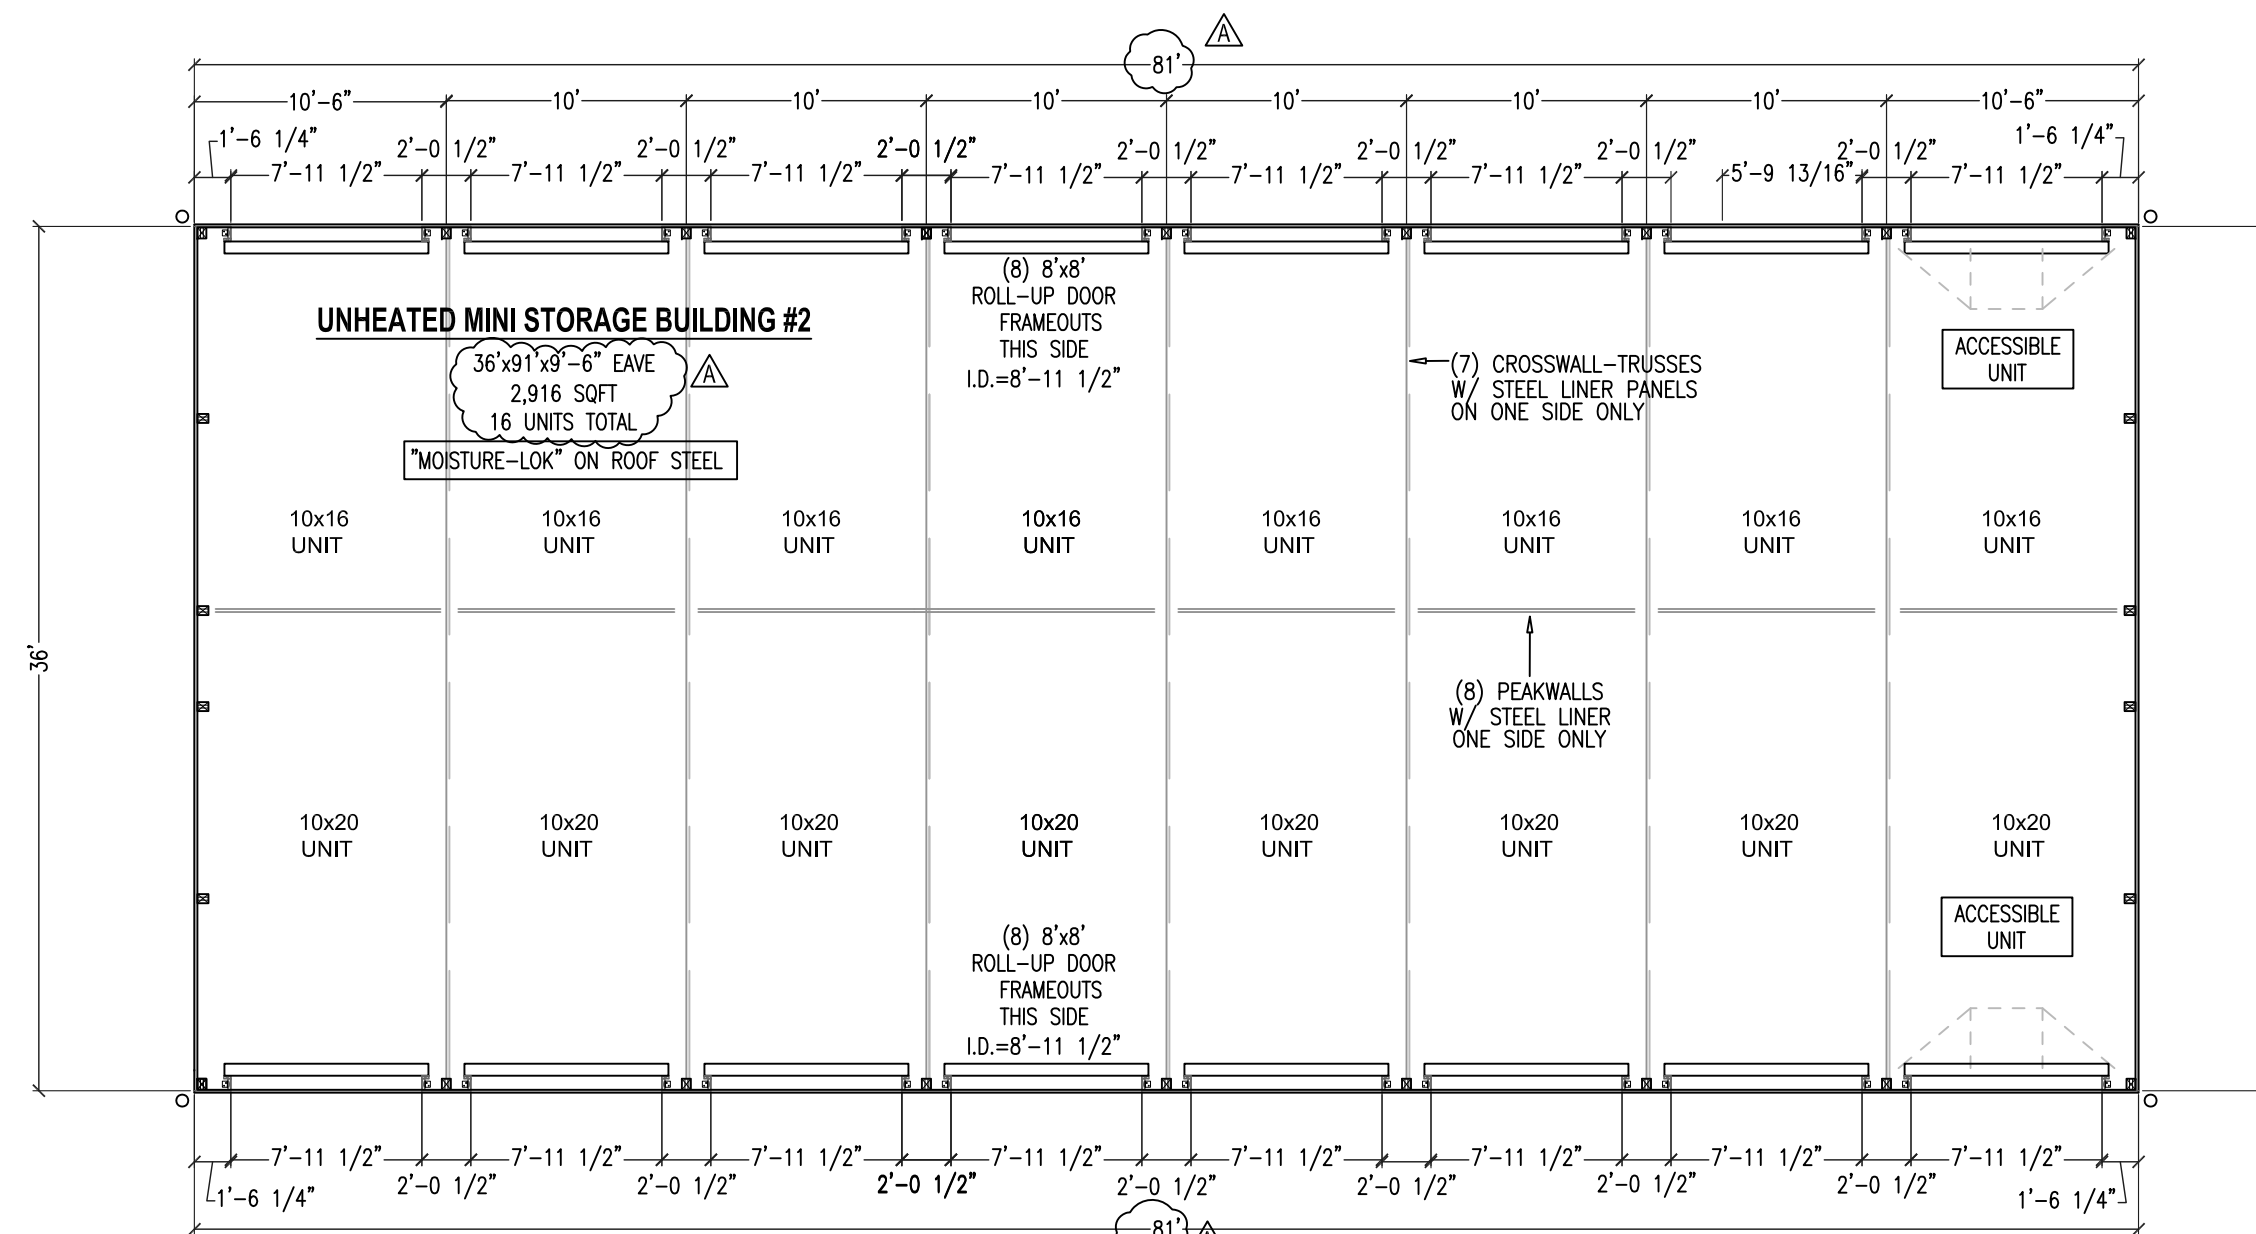 A
81'
10'-6" 10' 10' 10' 10' 10' 10' 10'-6"
1'-6 1/4" 2'-0 1/2" 2'-0 1/2" 2'-0 1/2" 2'-0 1/2" 2'-0 1/2" 2'-0 1/2" 2'-0 1/2" 1'-6 1/4"
7'-11 1/2" 7'-11 1/2" 7'-11 1/2" 7'-11 1/2" 7'-11 1/2" 7'-11 1/2" 5'-9 13/16" 7'-11 1/2"
36'
UNHEATED MINI STORAGE BUILDING #2
36'x91'x9'-6" EAVE
2,916 SQFT
16 UNITS TOTAL
A
"MOISTURE-LOK" ON ROOF STEEL
(8) 8'x8'
ROLL-UP DOOR
FRAMEOUTS
THIS SIDE
I.D.=8'-11 1/2"
(7) CROSSWALL-TRUSSES
W/ STEEL LINER PANELS
ON ONE SIDE ONLY
ACCESSIBLE
UNIT
10x16 10x16 10x16 10x16 10x16 10x16 10x16 10x16
UNIT UNIT UNIT UNIT UNIT UNIT UNIT UNIT
(8) PEAKWALLS
W/ STEEL LINER
ONE SIDE ONLY
10x20 10x20 10x20 10x20 10x20 10x20 10x20 10x20
UNIT UNIT UNIT UNIT UNIT UNIT UNIT UNIT
(8) 8'x8'
ROLL-UP DOOR
FRAMEOUTS
THIS SIDE
I.D.=8'-11 1/2"
ACCESSIBLE
UNIT
7'-11 1/2" 7'-11 1/2" 7'-11 1/2" 7'-11 1/2" 7'-11 1/2" 7'-11 1/2" 7'-11 1/2" 7'-11 1/2"
1'-6 1/4" 2'-0 1/2" 2'-0 1/2" 2'-0 1/2" 2'-0 1/2" 2'-0 1/2" 2'-0 1/2" 2'-0 1/2" 1'-6 1/4"
81'